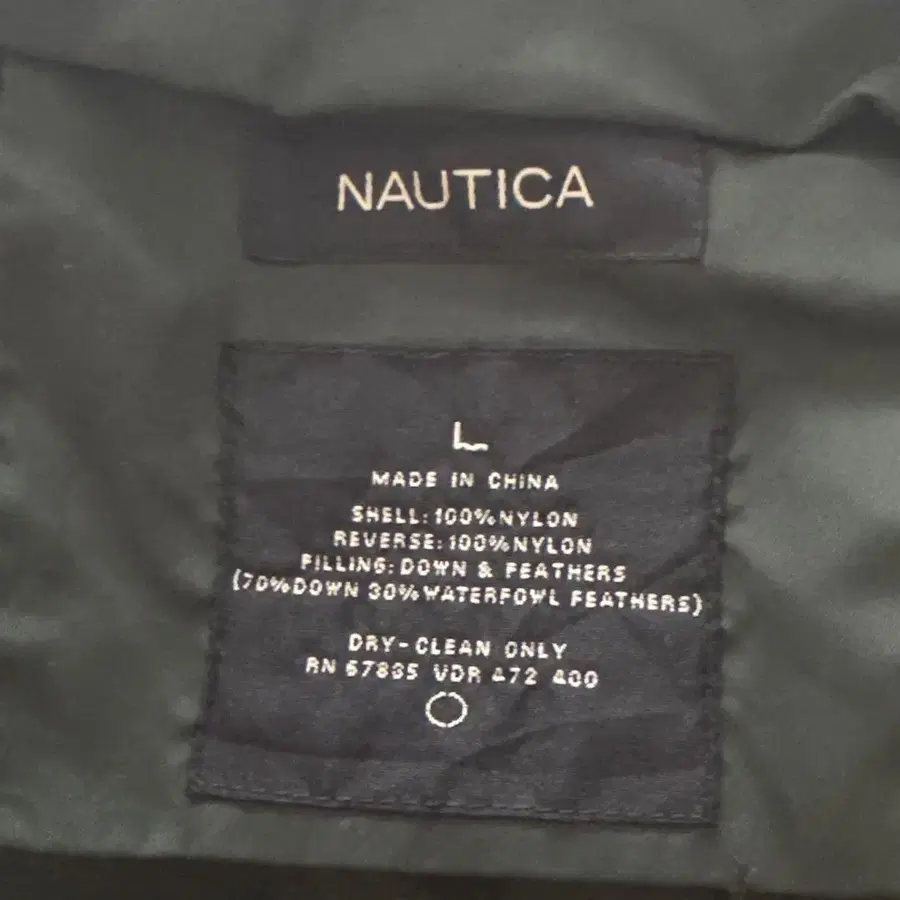 NAUTICA
L
MADE IN CHINA
SHELL:100%NYLON
REVERSE:100%NYLON
FILLING:DOWN & FEATHERS
(70%DOWN 30%WATERFOWL FEATHERS)
DRY-CLEAN ONLY
RN 67835 VDR 472 400